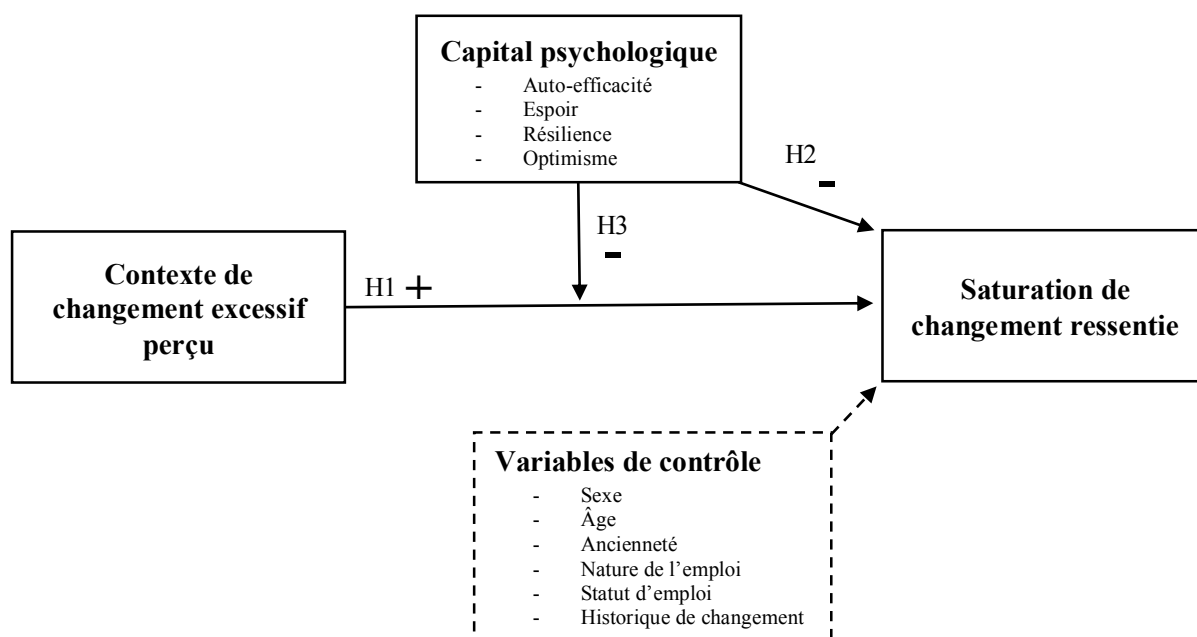 Capital psychologique
- Auto-efficacité
- Espoir
- Résilience
- Optimisme
H2
-
H3
-
Contexte de
changement excessif
perçu
H1 +
Saturation de
changement ressentie
Variables de contrôle
- Sexe
- Âge
- Ancienneté
- Nature de l’emploi
- Statut d’emploi
- Historique de changement